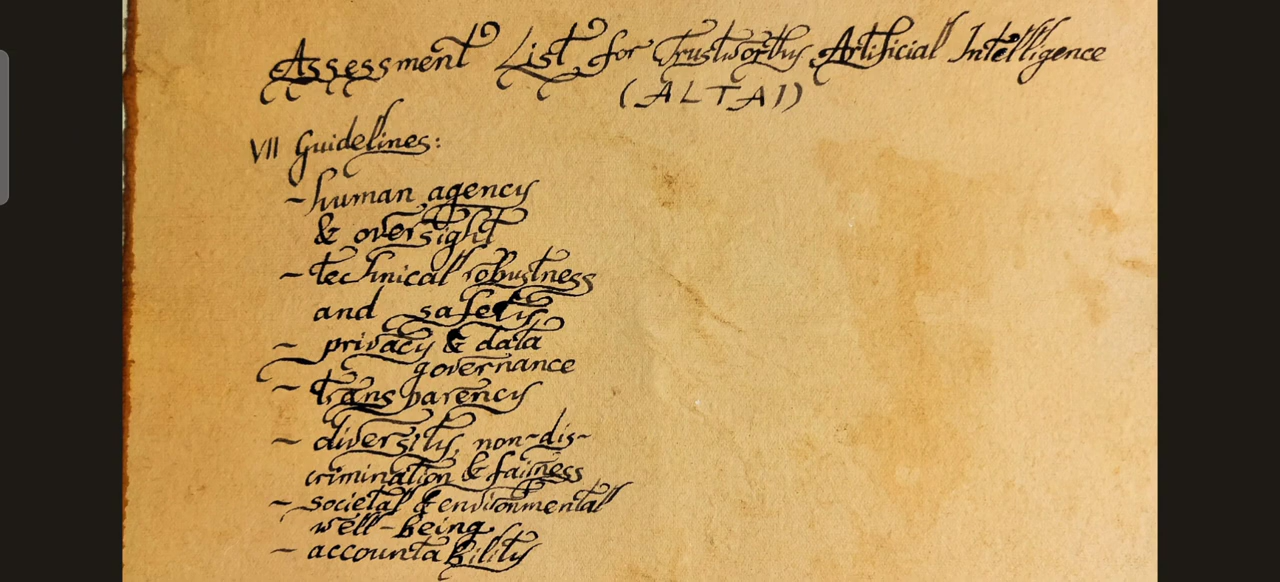 Assessment List for Trustworthy Artificial Intelligence
(ALTAI)
VII Guidelines:
- human agency
& oversight
- technical robustness
and safety
- privacy & data
governance
- transparency
- diversity, non-dis-
crimination & fairness
- societal & environmental
well-being
- accountability